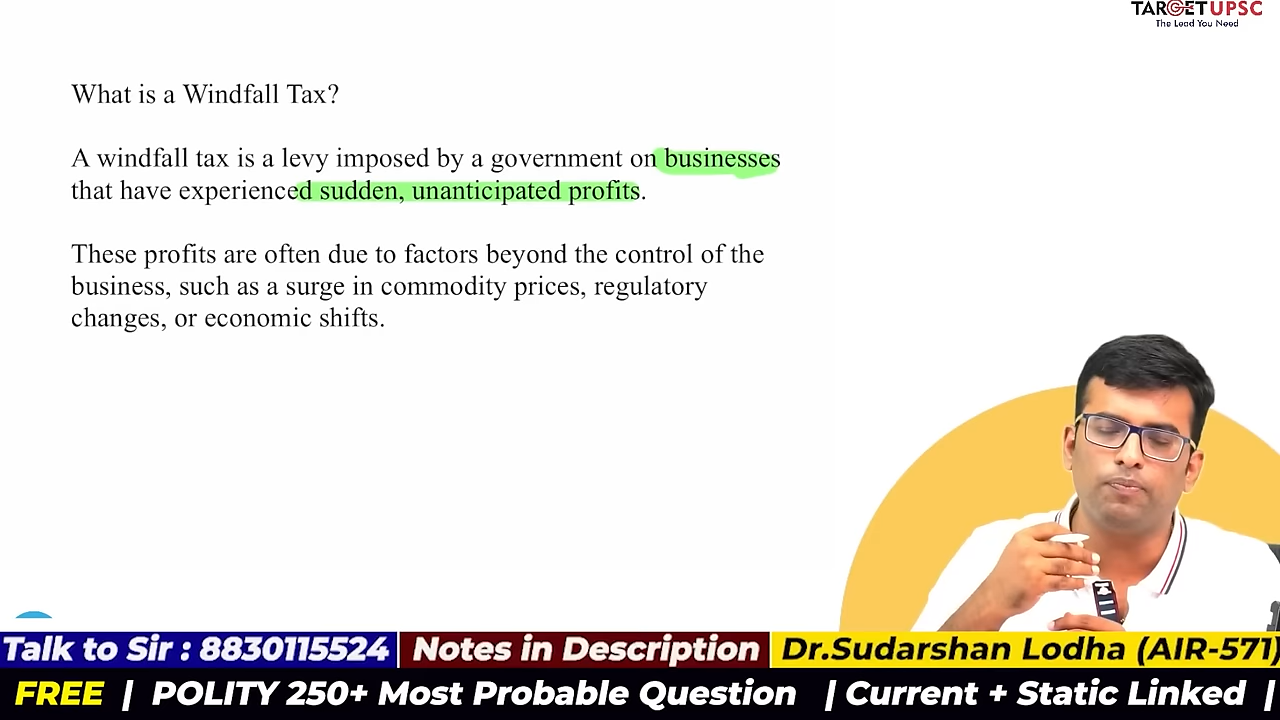 TARGETUPSC
The Lead You Need
What is a Windfall Tax?
A windfall tax is a levy imposed by a government on businesses
that have experienced sudden, unanticipated profits.
These profits are often due to factors beyond the control of the
business, such as a surge in commodity prices, regulatory
changes, or economic shifts.
Talk to Sir : 8830115524 Notes in Description Dr.Sudarshan Lodha (AIR-571)
FREE | POLITY 250+ Most Probable Question | Current + Static Linked |